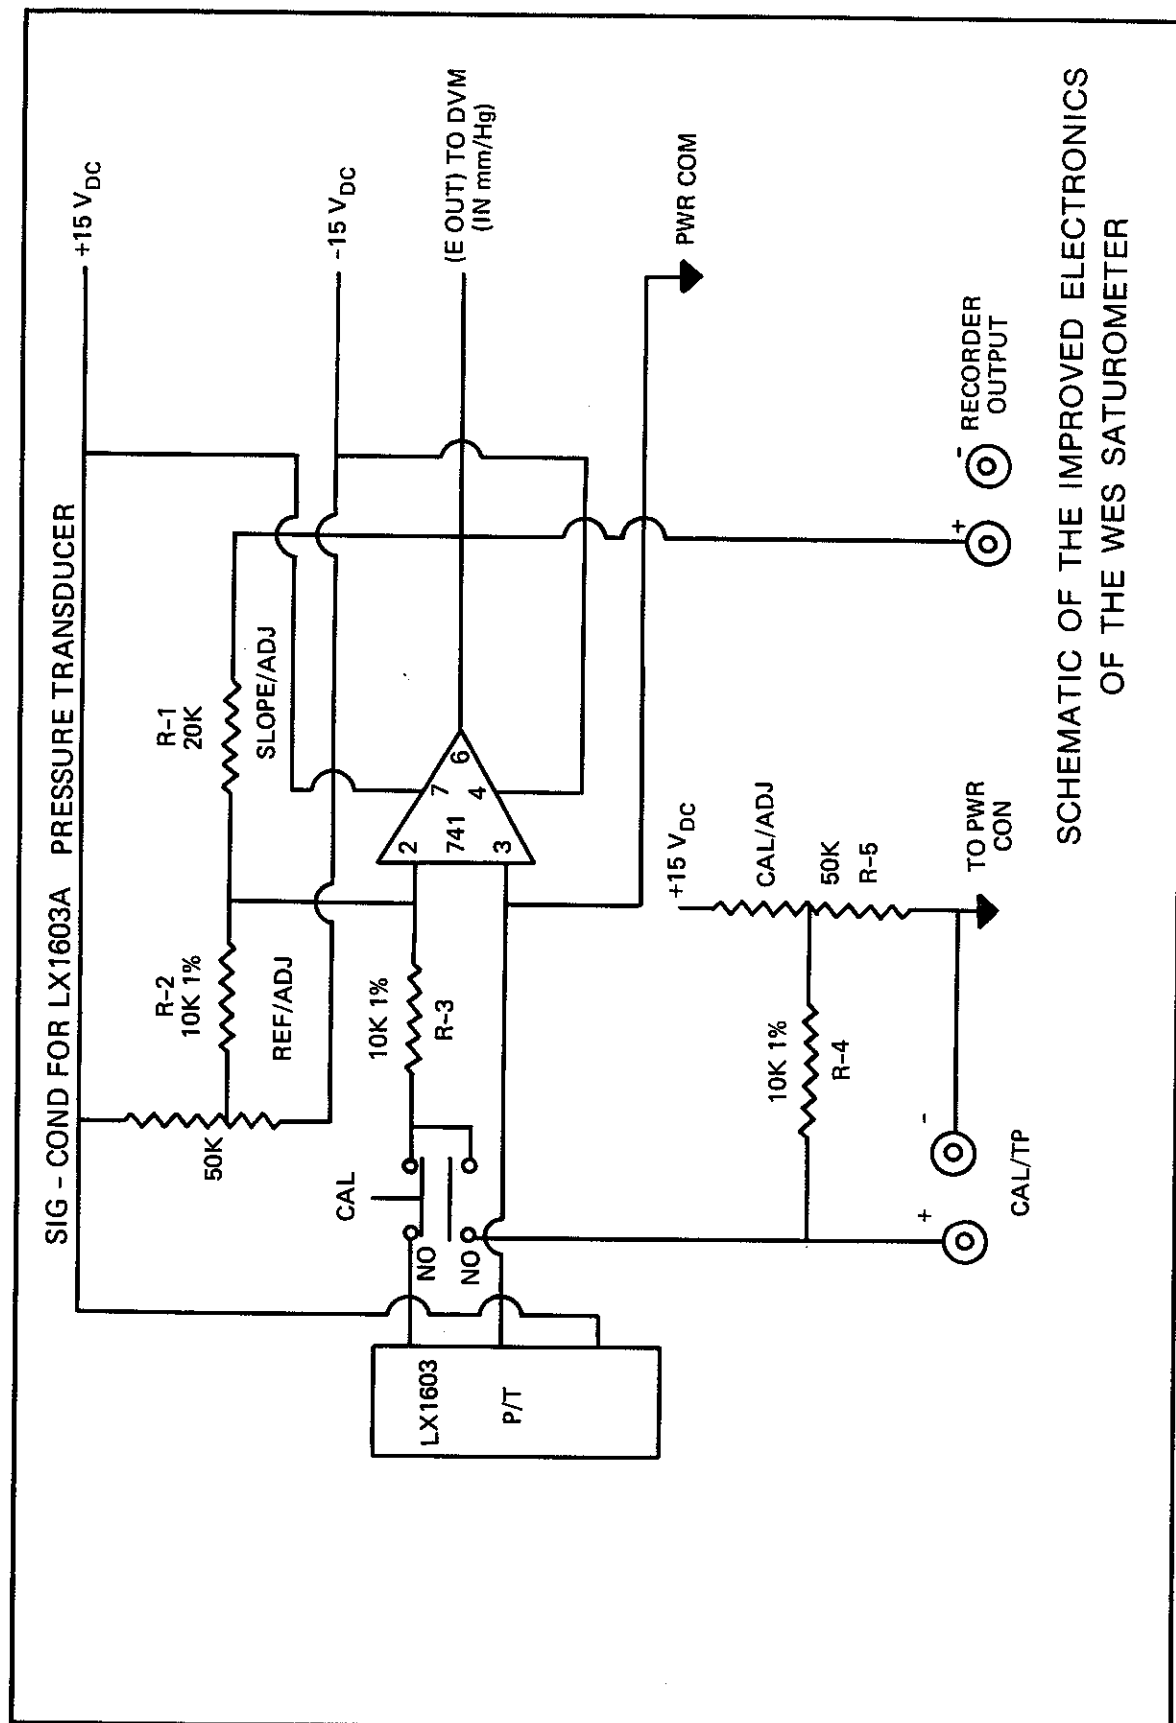 SIG - COND FOR LX1603A PRESSURE TRANSDUCER
+15 VDC
R-1
20K
SLOPE/ADJ
R-2
10K 1%
REF/ADJ
50K
-15 VDC
(E OUT) TO DVM
(IN mm/Hg)
CAL
NO
NO
10K 1%
R-3
2
741
3
7
4
6
LX1603
P/T
PWR COM
+15 VDC
CAL/ADJ
50K
R-5
10K 1%
R-4
TO PWR
CON
+
-
CAL/TP
+
-
RECORDER
OUTPUT
SCHEMATIC OF THE IMPROVED ELECTRONICS
OF THE WES SATUROMETER